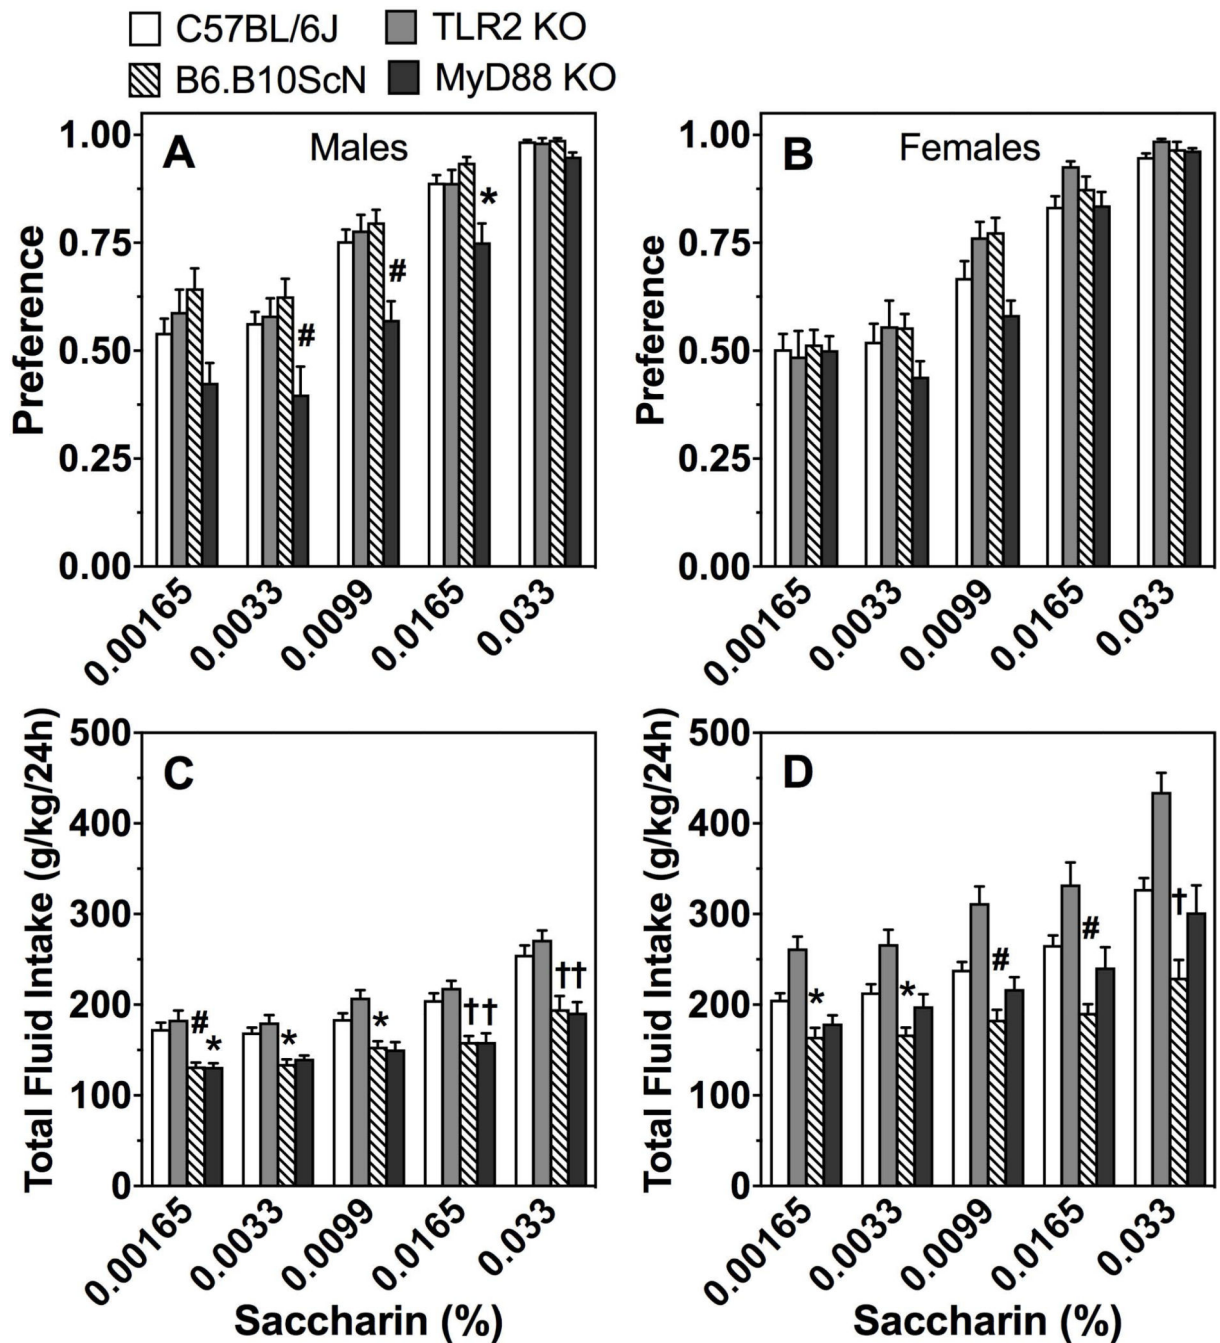 C57BL/6J TLR2 KO
B6.B10ScN MyD88 KO
A Males
Preference
1.00
0.75
0.50
0.25
0.00
*
#
#
0.00165 0.0033 0.0099 0.0165 0.033
B Females
Preference
1.00
0.75
0.50
0.25
0.00
0.00165 0.0033 0.0099 0.0165 0.033
C
Total Fluid Intake (g/kg/24h)
500
400
300
200
100
0
#
*
*
*
††
††
0.00165 0.0033 0.0099 0.0165 0.033
Saccharin (%)
D
Total Fluid Intake (g/kg/24h)
500
400
300
200
100
0
*
*
#
#
†
0.00165 0.0033 0.0099 0.0165 0.033
Saccharin (%)